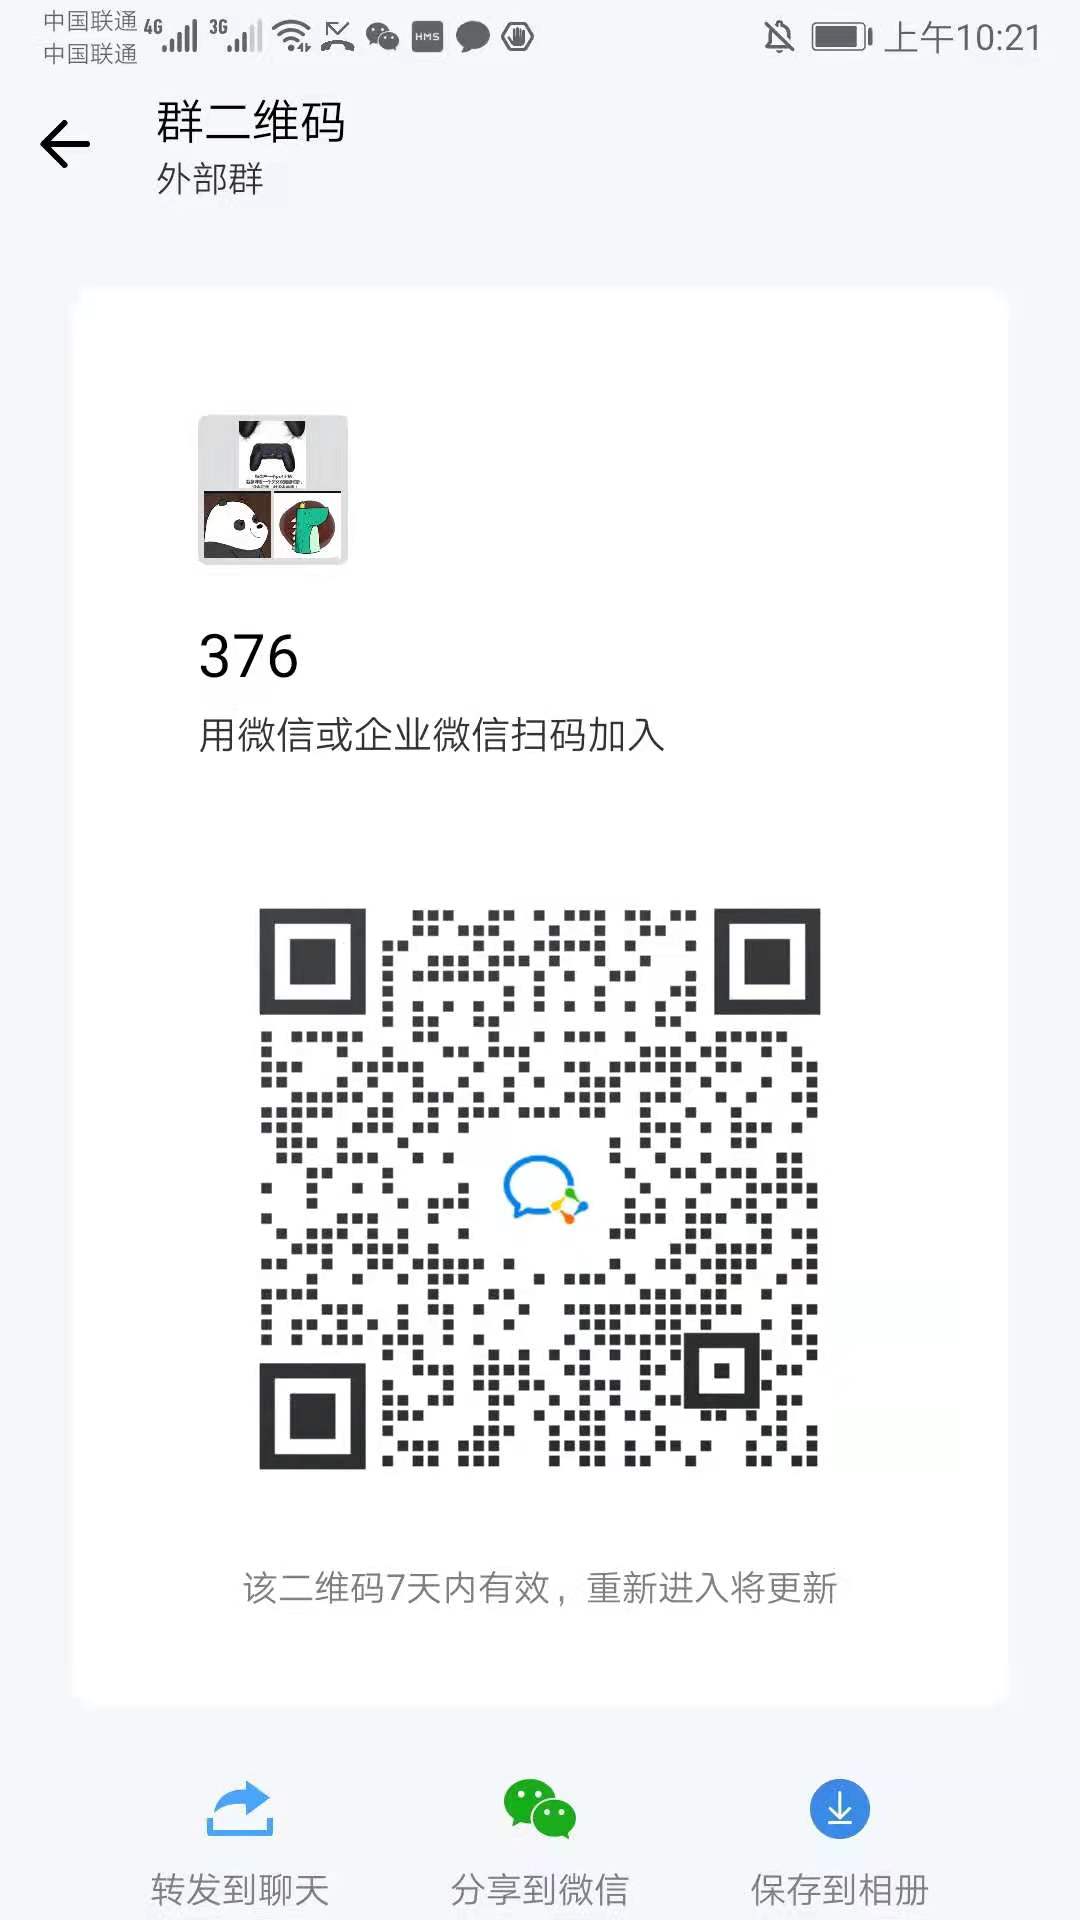 中国联通 4G 3G HMS 上午10:21
中国联通
群二维码
外部群
376
用微信或企业微信扫码加入
该二维码7天内有效，重新进入将更新
转发到聊天 分享到微信 保存到相册